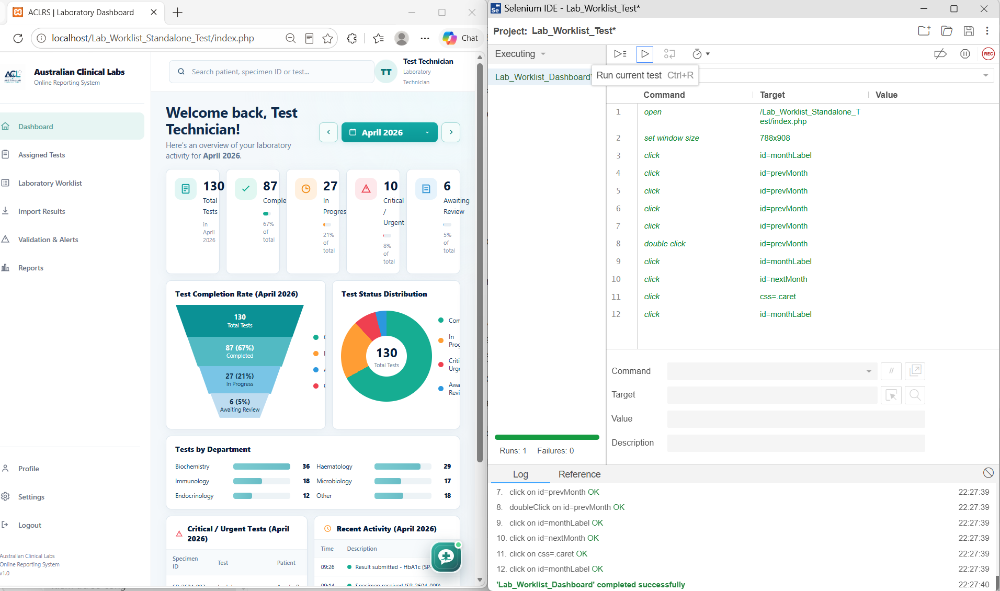 ACLRS | Laboratory Dashboard
localhost/Lab_Worklist_Standalone_Test/index.php
Chat
ACL
AUSTRALIAN
Australian Clinical Labs
Online Reporting System
Dashboard
Assigned Tests
Laboratory Worklist
Import Results
Validation & Alerts
Reports
Profile
Settings
Logout
Australian Clinical Labs
Online Reporting System
v1.0
Search patient, specimen ID or test...
TT
Test Technician
Laboratory
Technician
Welcome back, Test
Technician!
Here's an overview of your laboratory
activity for April 2026.
April 2026
130
Total
Tests
in
April
2026
87
Comple
67%
of
total
27
In
Progres
21%
of
total
10
Critical
/
Urgent
8%
of
total
6
Awaiting
Review
5%
of
total
Test Completion Rate (April 2026)
130
Total Tests
87 (67%)
Completed
27 (21%)
In Progress
6 (5%)
Awaiting Review
Test Status Distribution
130
Total Tests
Com
In
Prog
Criti
Urge
Awa
Revi
Tests by Department
Biochemistry 36 Haematology 29
Immunology 18 Microbiology 17
Endocrinology 12 Other 18
Critical / Urgent Tests (April
2026)
Specimen
ID
Test
Patient
Recent Activity (April 2026)
Time Description
09:26 Result submitted - HbA1c (SP-
09:14 Specimen received (SP-2604-009)
Se
Selenium IDE - Lab_Worklist_Test*
Project: Lab_Worklist_Test*
REC
Executing
Lab_Worklist_Dashboard*
Run current test Ctrl+R
Command Target Value
1 open /Lab_Worklist_Standalone_T
est/index.php
2 set window size 788x908
3 click id=monthLabel
4 click id=prevMonth
5 click id=prevMonth
6 click id=prevMonth
7 click id=prevMonth
8 double click id=prevMonth
9 click id=monthLabel
10 click id=nextMonth
11 click css=.caret
12 click id=monthLabel
Command
//
Target
Value
Description
Runs: 1 Failures: 0
Log Reference
7. click on id=prevMonth OK 22:27:39
8. doubleClick on id=prevMonth OK 22:27:39
9. click on id=monthLabel OK 22:27:39
10. click on id=nextMonth OK 22:27:39
11. click on css=.caret OK 22:27:39
12. click on id=monthLabel OK 22:27:39
'Lab_Worklist_Dashboard' completed successfully 22:27:40